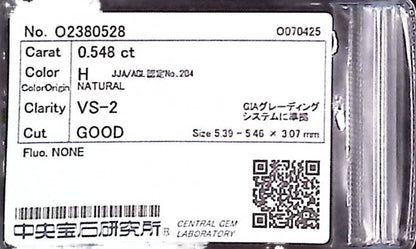 No. O2380528 O070425
Carat 0.548 ct
Color H JJA/AGL認定No.204
ColorOrigin NATURAL
Clarity VS-2 GIAグレーディング
システムに準拠
Cut GOOD Size 5.39 - 5.46 × 3.07 mm
Fluo. NONE
中央宝石研究所 B CENTRAL GEM
LABORATORY